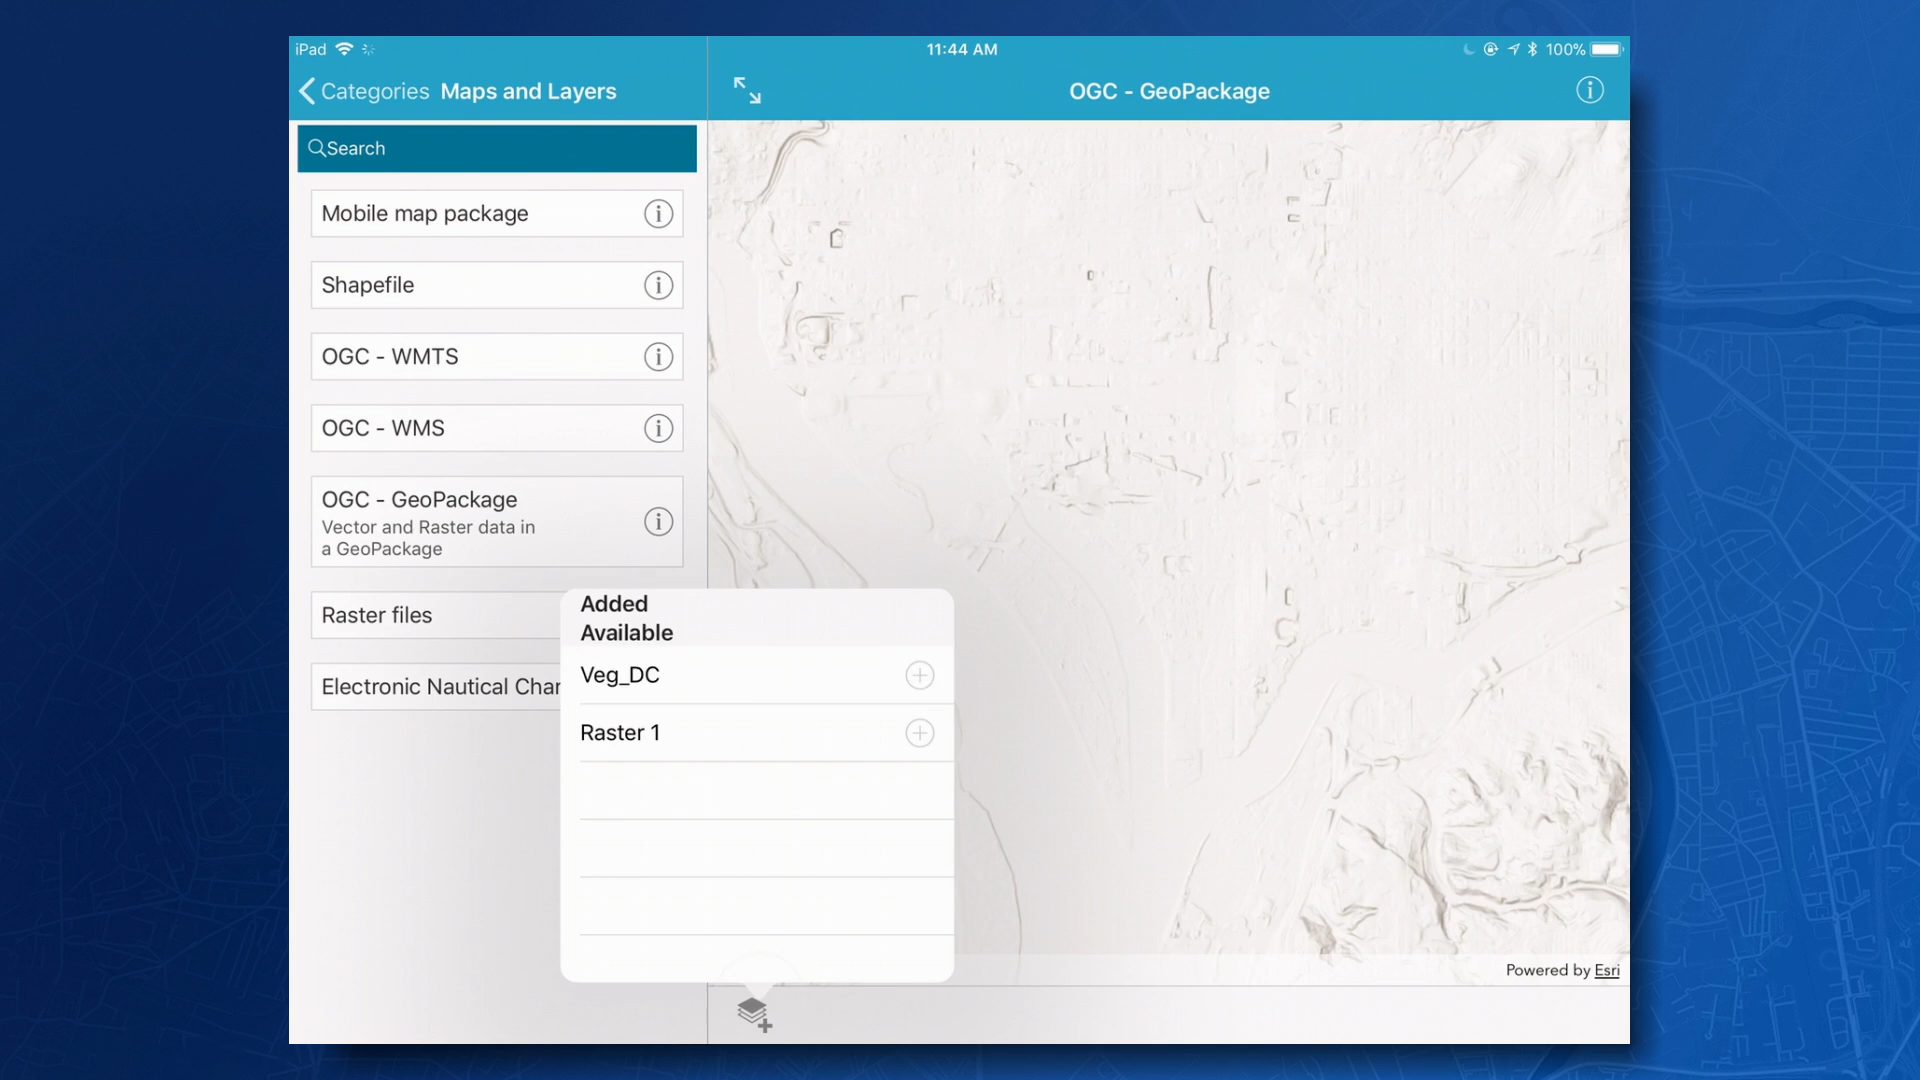 iPad
11:44 AM
100%
Categories
Maps and Layers
OGC - GeoPackage
Search
Mobile map package
Shapefile
OGC - WMTS
OGC - WMS
OGC - GeoPackage
Vector and Raster data in
a GeoPackage
Raster files
Electronic Nautical Char
Added
Available
Veg_DC
Raster 1
Powered by Esri